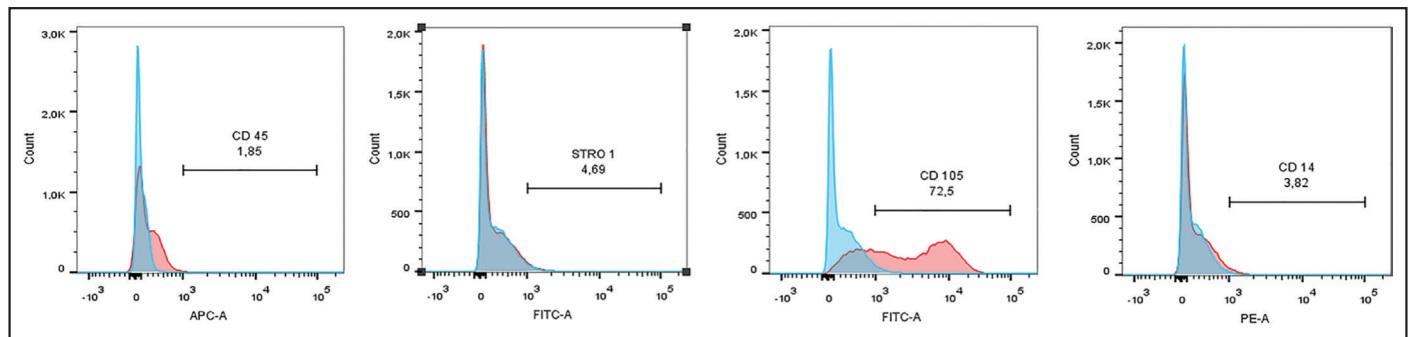 3,0K
2,0K
1,0K
0
Count
CD 45
1,85
-10³ 0 10³ 10⁴ 10⁵
APC-A
2,0K
1,5K
1,0K
500
0
Count
STRO 1
4,69
-10³ 0 10³ 10⁴ 10⁵
FITC-A
2,0K
1,5K
1,0K
500
0
Count
CD 105
72,5
-10³ 0 10³ 10⁴ 10⁵
FITC-A
2,0K
1,5K
1,0K
500
0
Count
CD 14
3,82
-10³ 0 10³ 10⁴ 10⁵
PE-A